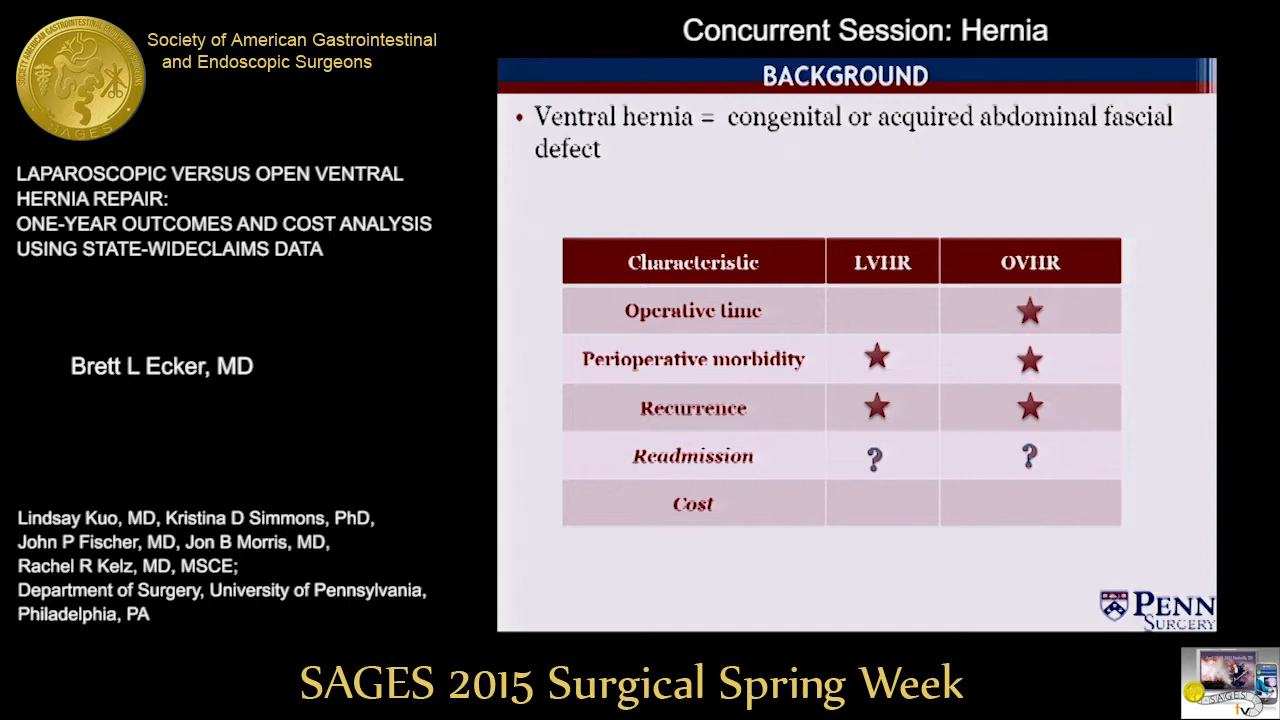 Society of American Gastrointestinal
and Endoscopic Surgeons
Concurrent Session: Hernia
LAPAROSCOPIC VERSUS OPEN VENTRAL
HERNIA REPAIR:
ONE-YEAR OUTCOMES AND COST ANALYSIS
USING STATE-WIDECLAIMS DATA
Brett L Ecker, MD
Lindsay Kuo, MD, Kristina D Simmons, PhD,
John P Fischer, MD, Jon B Morris, MD,
Rachel R Kelz, MD, MSCE;
Department of Surgery, University of Pennsylvania,
Philadelphia, PA
BACKGROUND
• Ventral hernia = congenital or acquired abdominal fascial
defect
Characteristic LVHR OVHR
Operative time
Perioperative morbidity
Recurrence
Readmission ? ?
Cost
PENN
SURGERY
SAGES 2015 Surgical Spring Week
SAGES
tv